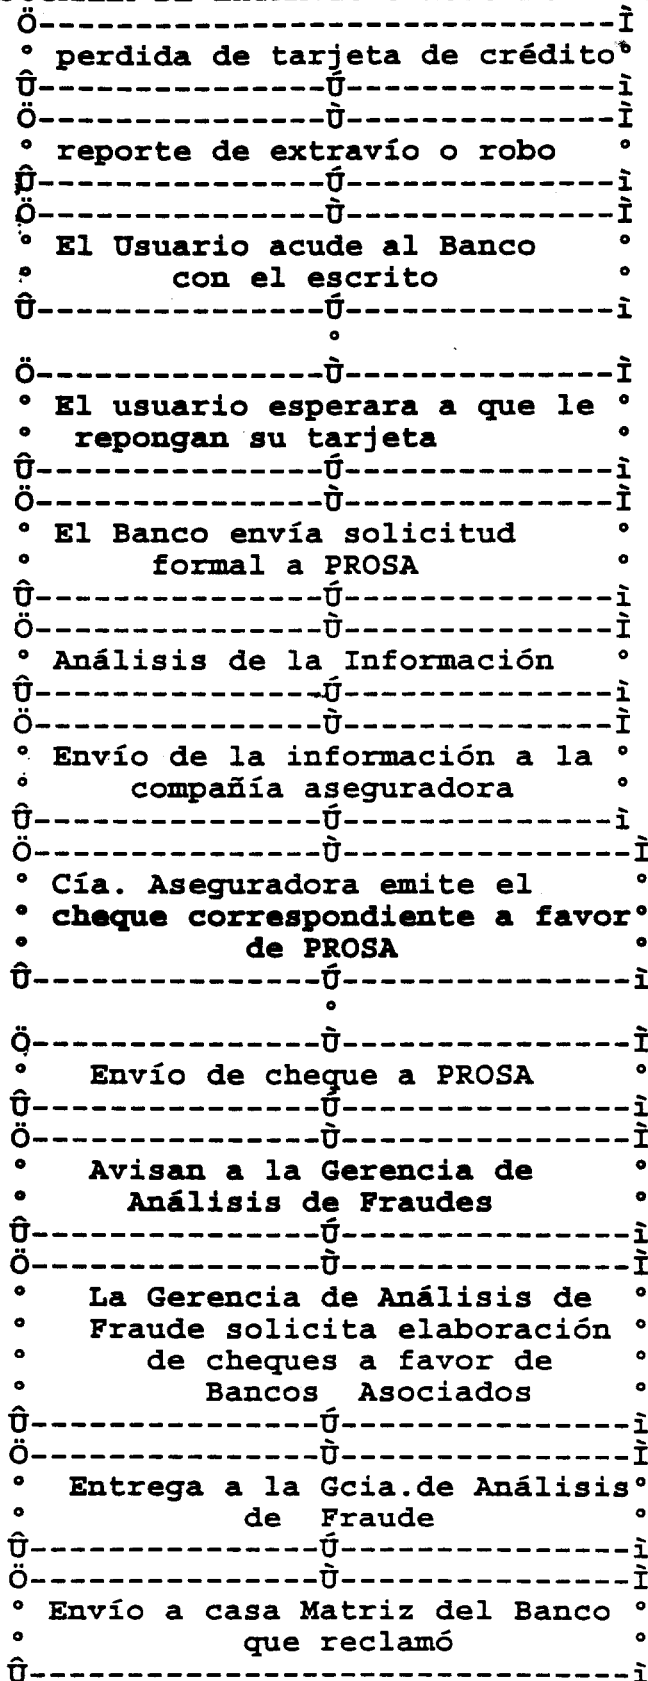 perdida de tarjeta de crédito
reporte de extravío o robo
El Usuario acude al Banco
con el escrito
El usuario esperara a que le
repongan su tarjeta
El Banco envía solicitud
formal a PROSA
Análisis de la Información
Envío de la información a la
compañía aseguradora
Cía. Aseguradora emite el
cheque correspondiente a favor
de PROSA
Envío de cheque a PROSA
Avisan a la Gerencia de
Análisis de Fraudes
La Gerencia de Análisis de
Fraude solicita elaboración
de cheques a favor de
Bancos Asociados
Entrega a la Gcia.de Análisis
de Fraude
Envío a casa Matriz del Banco
que reclamó